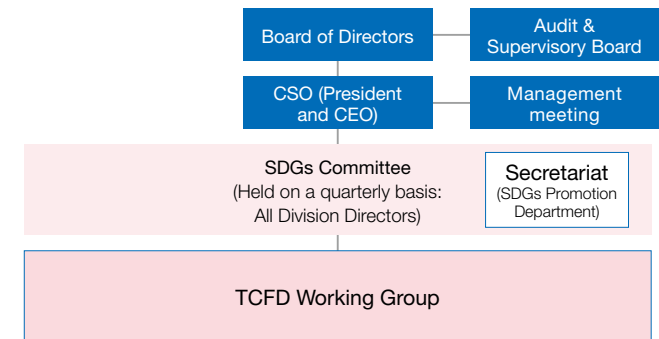 Board of Directors
Audit &
Supervisory Board
CSO (President
and CEO)
Management
meeting
SDGs Committee
(Held on a quarterly basis:
All Division Directors)
Secretariat
(SDGs Promotion
Department)
TCFD Working Group